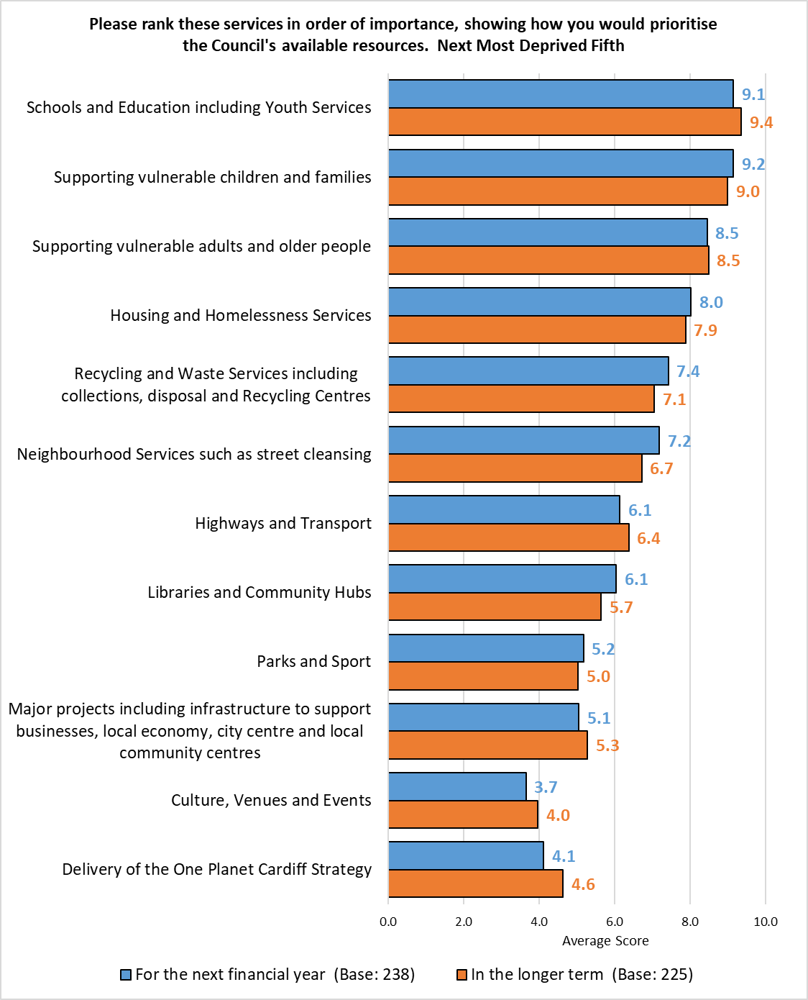 Please rank these services in order of importance, showing how you would prioritise
the Council's available resources.  Next Most Deprived Fifth
Schools and Education including Youth Services
9.1
9.4
Supporting vulnerable children and families
9.2
9.0
Supporting vulnerable adults and older people
8.5
8.5
Housing and Homelessness Services
8.0
7.9
Recycling and Waste Services including
collections, disposal and Recycling Centres
7.4
7.1
Neighbourhood Services such as street cleansing
7.2
6.7
Highways and Transport
6.1
6.4
Libraries and Community Hubs
6.1
5.7
Parks and Sport
5.2
5.0
Major projects including infrastructure to support
businesses, local economy, city centre and local
community centres
5.1
5.3
Culture, Venues and Events
3.7
4.0
Delivery of the One Planet Cardiff Strategy
4.1
4.6
0.0 2.0 4.0 6.0 8.0 10.0
Average Score
For the next financial year  (Base: 238) In the longer term  (Base: 225)